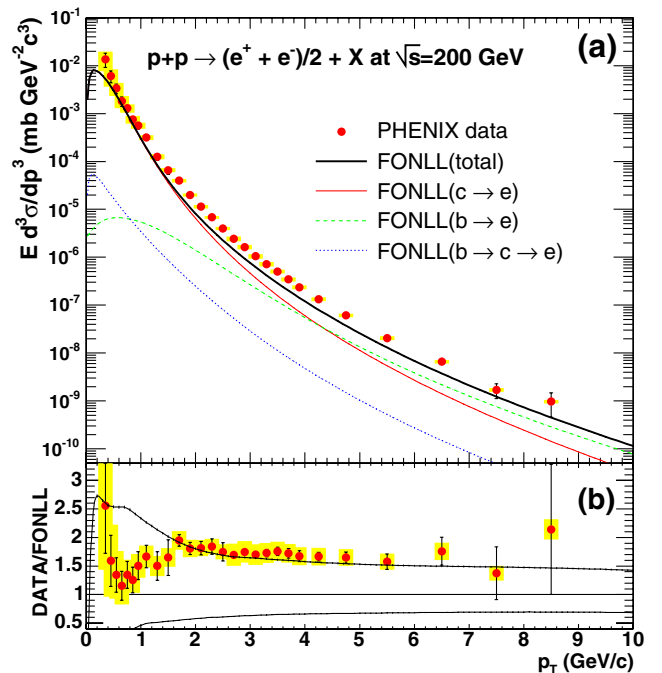 (a)
p+p → (e⁺ + e⁻)/2 + X at √s=200 GeV
PHENIX data
FONLL(total)
FONLL(c → e)
FONLL(b → e)
FONLL(b → c → e)
E d³σ/dp³ (mb GeV⁻²c³)
10⁻²
10⁻³
10⁻⁴
10⁻⁵
10⁻⁶
10⁻⁷
10⁻⁸
10⁻⁹
10⁻¹⁰
(b)
DATA/FONLL
2.5
2
1.5
1
0.5
0 1 2 3 4 5 6 7 8 9 10
p_T (GeV/c)